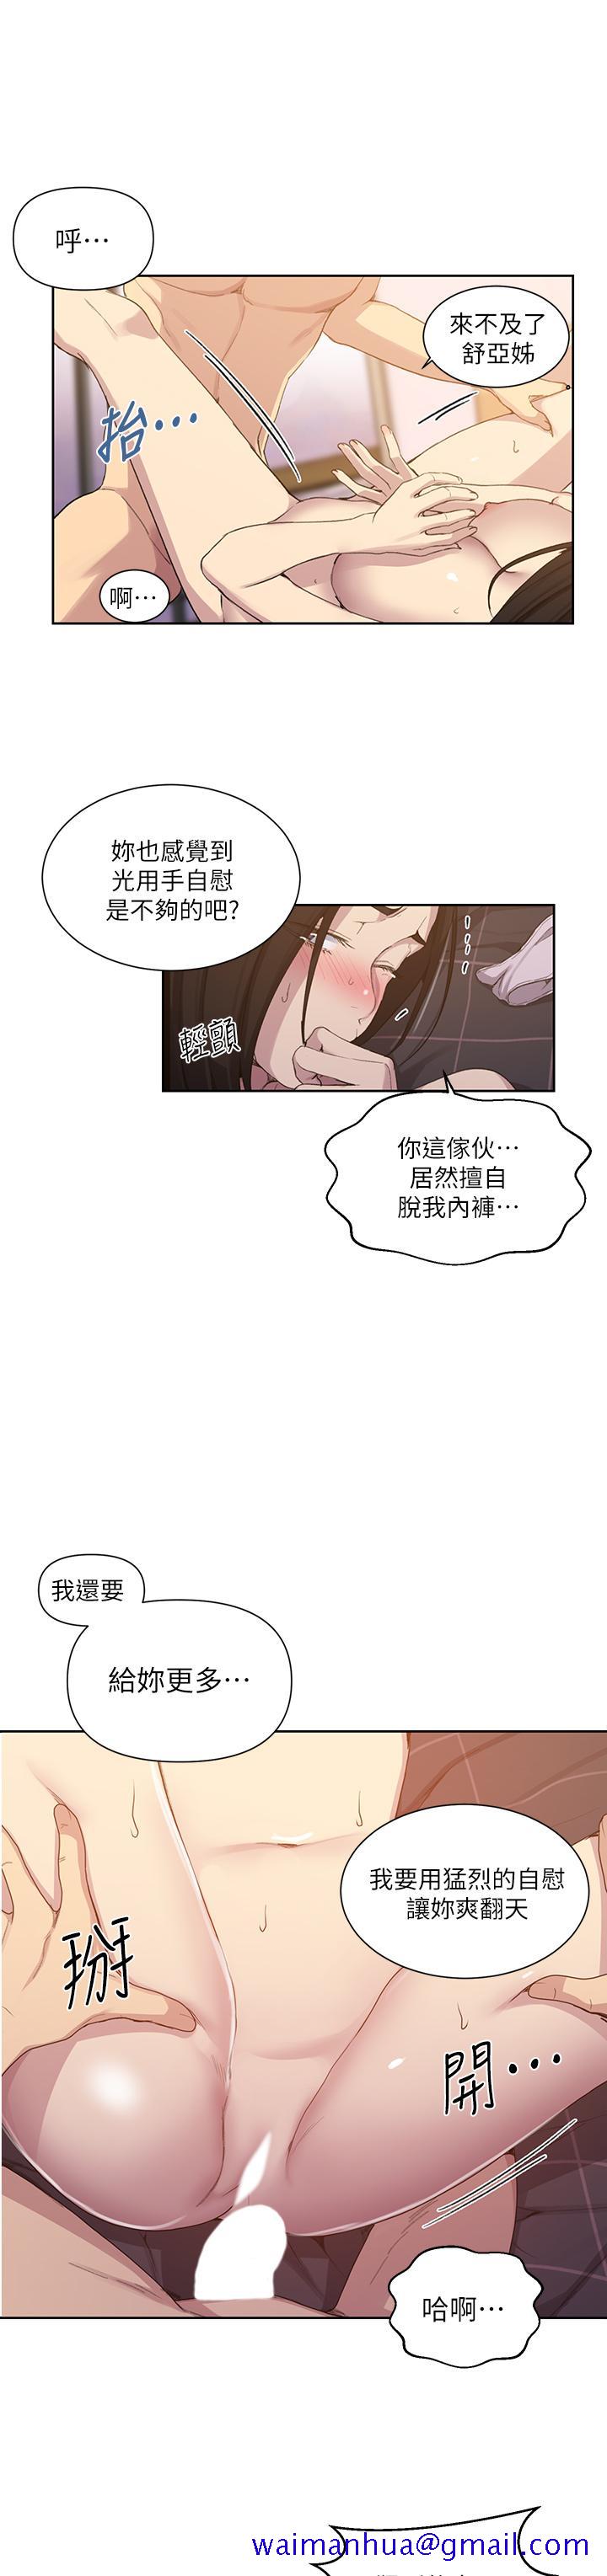 呼…
來不及了
舒亞姊
抬…
啊…
妳也感覺到
光用手自慰
是不夠的吧?
輕顫
你這傢伙…
居然擅自
脫我內褲…
我還要
給妳更多…
我要用猛烈的自慰
讓妳爽翻天
掰
開…
哈啊…
waimanhua@gmail.com